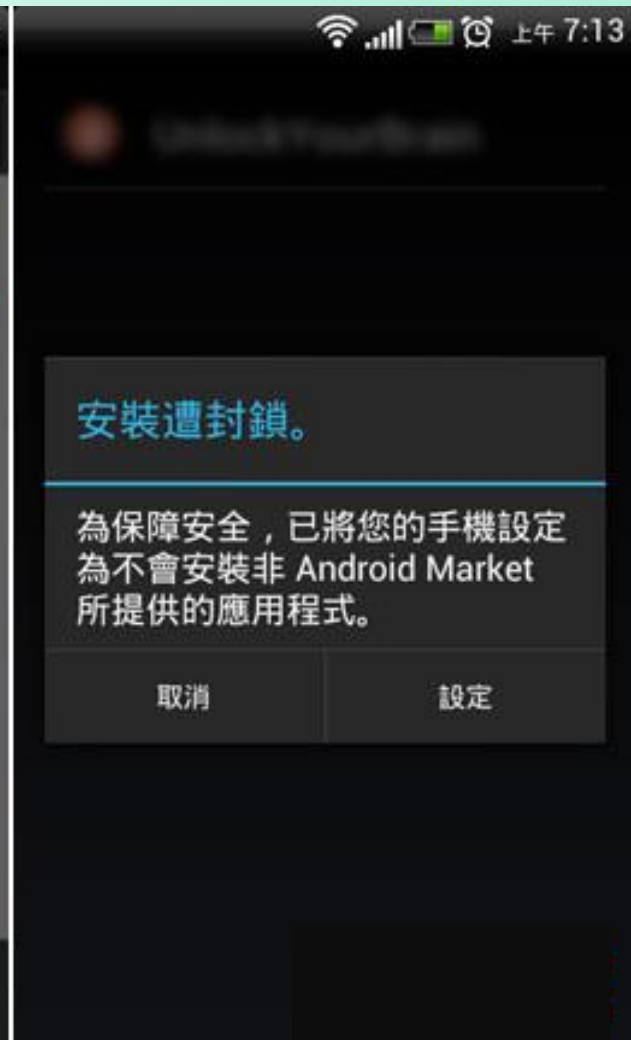 上午 7:13
UnlockYourBrain
安裝遭封鎖。
為保障安全，已將您的手機設定
為不會安裝非 Android Market
所提供的應用程式。
取消
設定